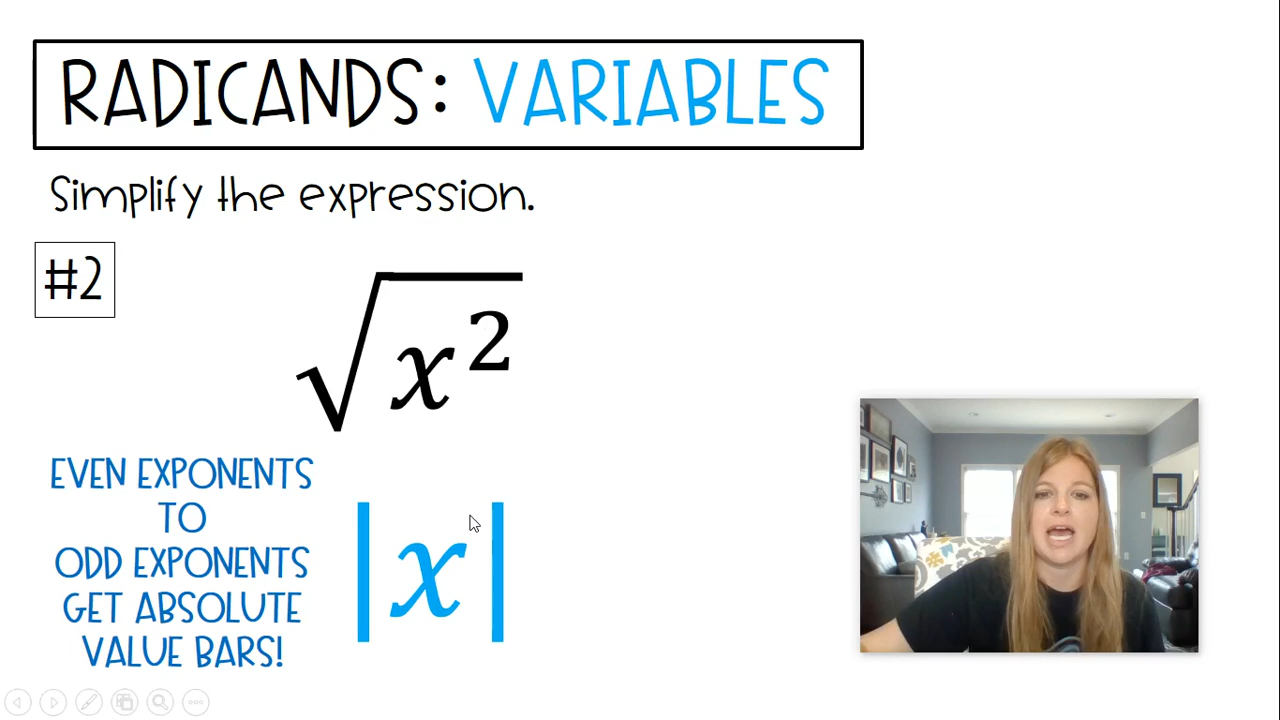 RADICANDS: VARIABLES
Simplify the expression.
#2
√x²
EVEN EXPONENTS
TO
ODD EXPONENTS
GET ABSOLUTE
VALUE BARS!
|x|